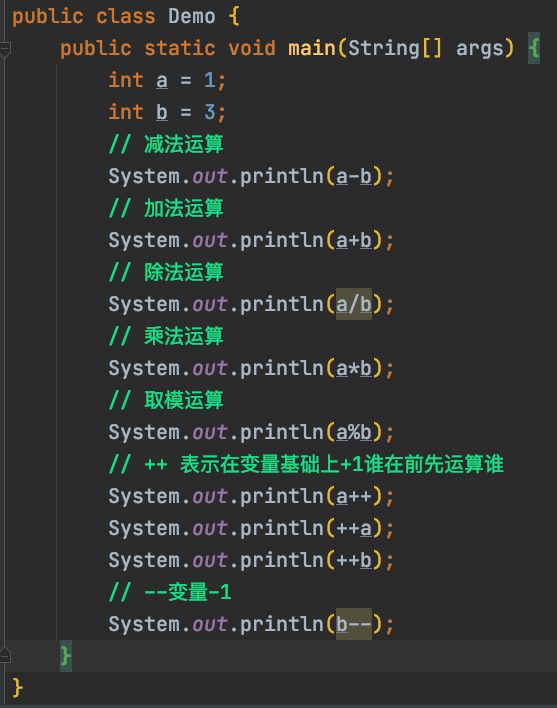 public class Demo {
public static void main(String[] args) {
int a = 1;
int b = 3;
// 减法运算
System.out.println(a-b);
// 加法运算
System.out.println(a+b);
// 除法运算
System.out.println(a/b);
// 乘法运算
System.out.println(a*b);
// 取模运算
System.out.println(a%b);
// ++ 表示在变量基础上+1谁在前先运算谁
System.out.println(a++);
System.out.println(++a);
System.out.println(++b);
// --变量-1
System.out.println(b--);
}
}